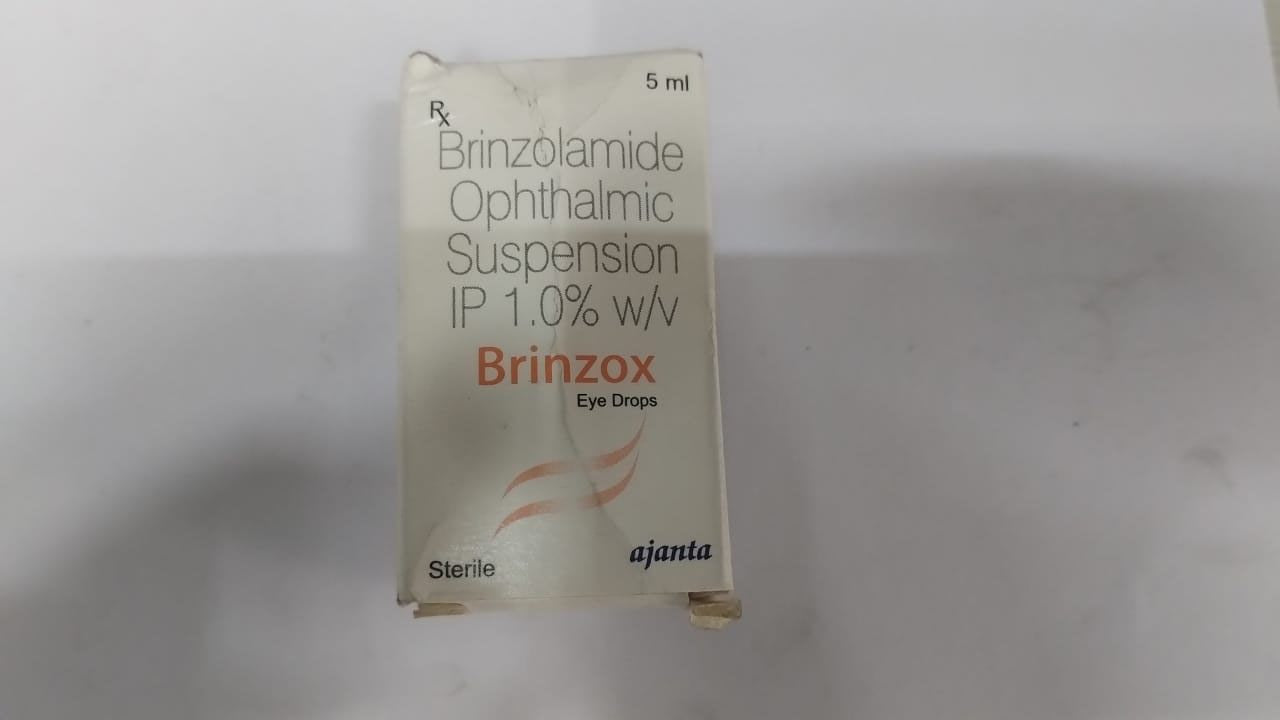 5 ml
Rx
Brinzolamide
Ophthalmic
Suspension
IP 1.0% w/v
Brinzox
Eye Drops
Sterile
ajanta